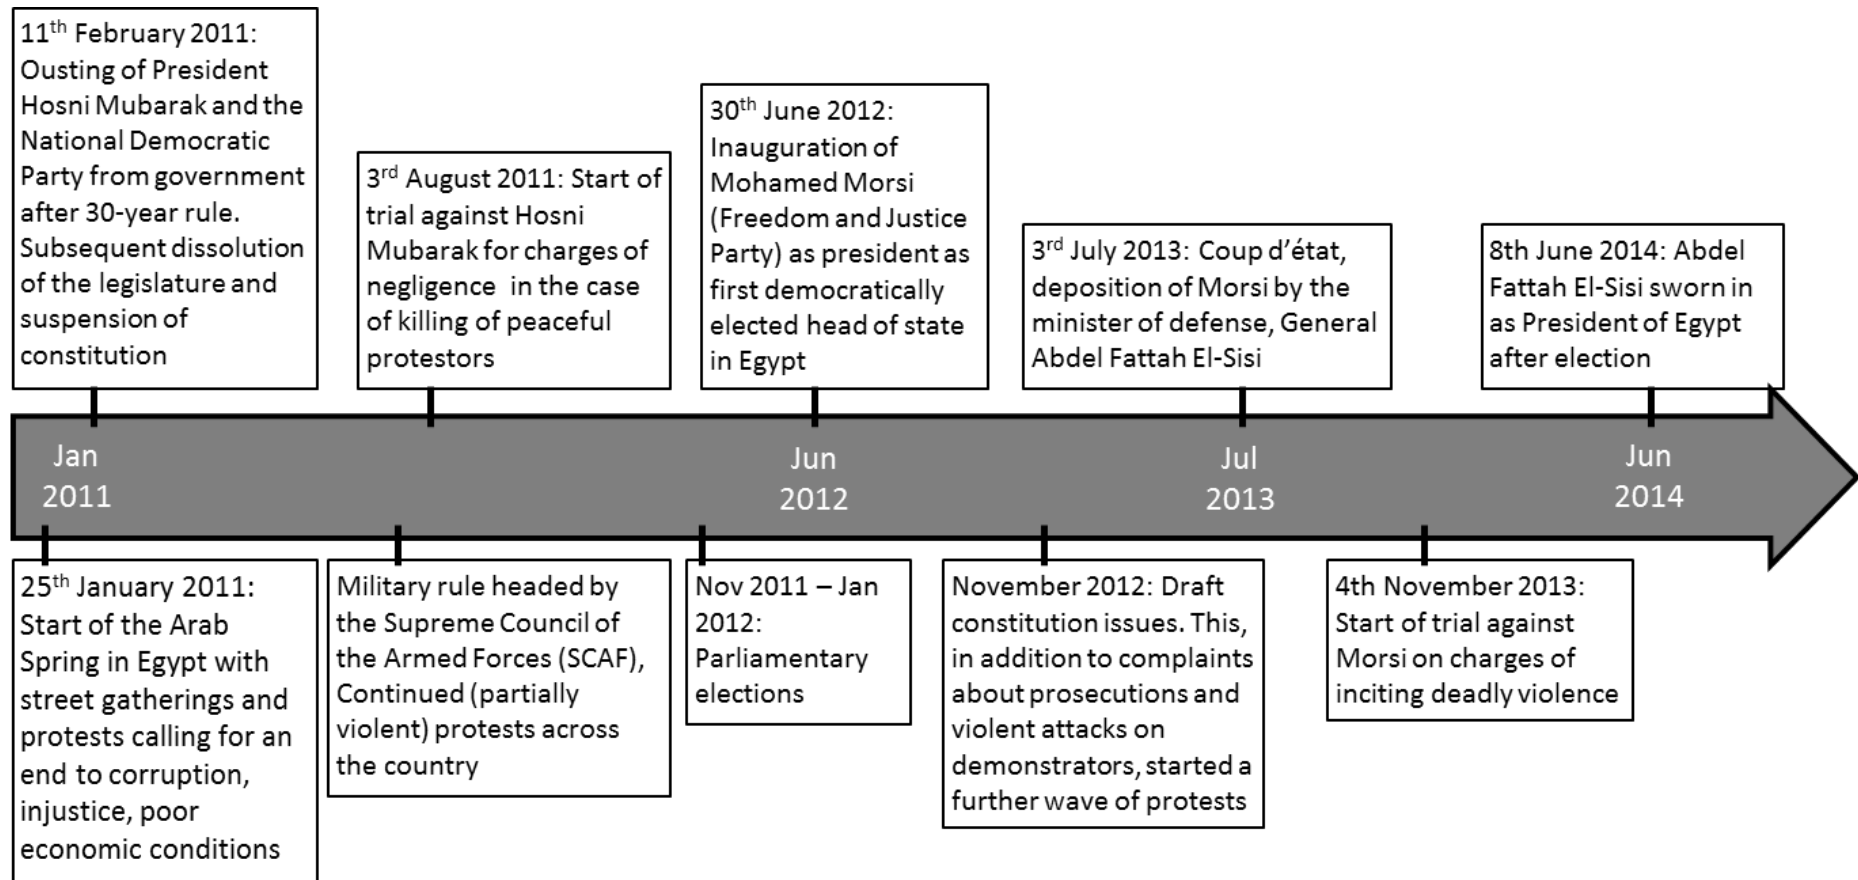 11th February 2011:
Ousting of President
Hosni Mubarak and the
National Democratic
Party from government
after 30-year rule.
Subsequent dissolution
of the legislature and
suspension of
constitution
3rd August 2011: Start of
trial against Hosni
Mubarak for charges of
negligence in the case
of killing of peaceful
protestors
30th June 2012:
Inauguration of
Mohamed Morsi
(Freedom and Justice
Party) as president as
first democratically
elected head of state
in Egypt
3rd July 2013: Coup d’état,
deposition of Morsi by the
minister of defense, General
Abdel Fattah El-Sisi
8th June 2014: Abdel
Fattah El-Sisi sworn in
as President of Egypt
after election
Jan
2011
Jun
2012
Jul
2013
Jun
2014
25th January 2011:
Start of the Arab
Spring in Egypt with
street gatherings and
protests calling for an
end to corruption,
injustice, poor
economic conditions
Military rule headed by
the Supreme Council of
the Armed Forces (SCAF),
Continued (partially
violent) protests across
the country
Nov 2011 – Jan
2012:
Parliamentary
elections
November 2012: Draft
constitution issues. This,
in addition to complaints
about prosecutions and
violent attacks on
demonstrators, started a
further wave of protests
4th November 2013:
Start of trial against
Morsi on charges of
inciting deadly violence